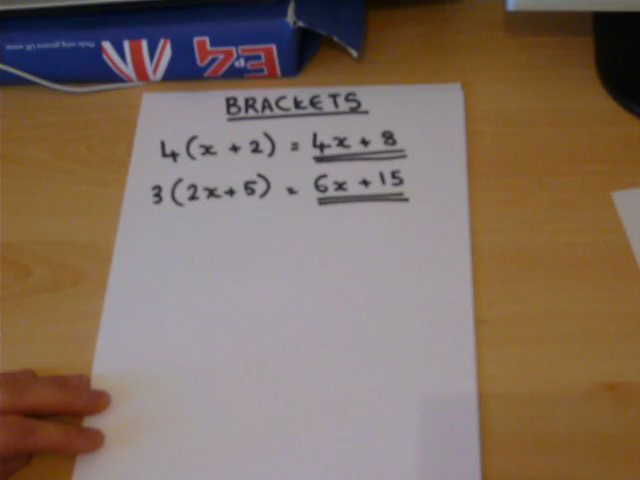 BRACKETS
4(x + 2) = 4x + 8
3(2x + 5) = 6x + 15